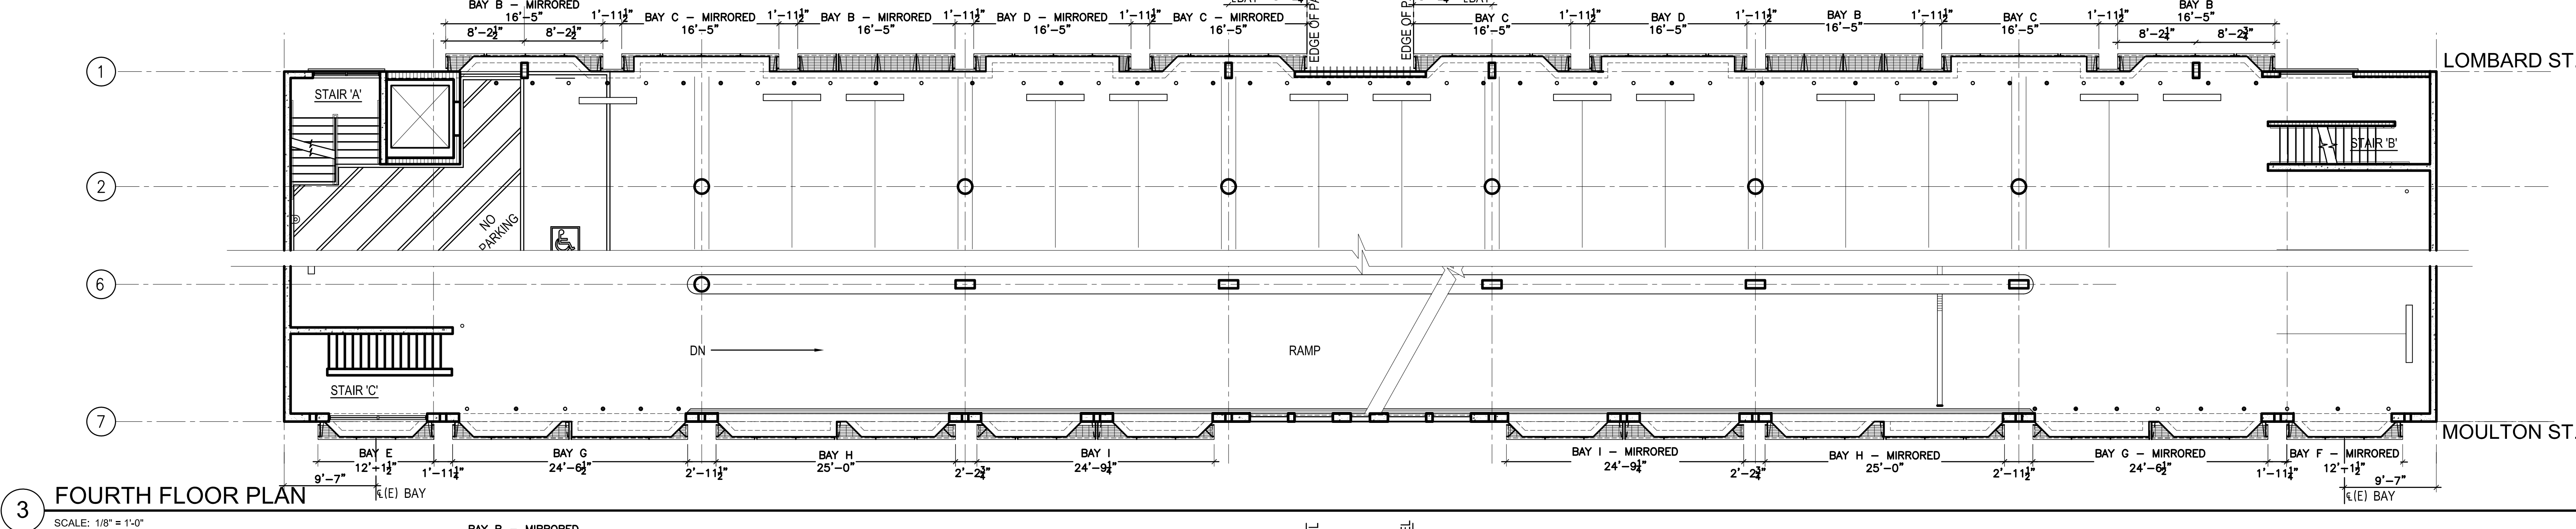 BAY B – MIRRORED
16'-5"
8'-2½" 8'-2½"
1'-11½"
BAY C – MIRRORED
16'-5"
1'-11½"
BAY B – MIRRORED
16'-5"
1'-11½"
BAY D – MIRRORED
16'-5"
1'-11½"
BAY C – MIRRORED
16'-5"
EDGE OF
EDGE OF
BAY C
16'-5"
1'-11½"
BAY D
16'-5"
1'-11½"
BAY B
16'-5"
1'-11½"
BAY C
16'-5"
1'-11½"
BAY B
16'-5"
8'-2¼" 8'-2¾"
1
LOMBARD ST.
STAIR 'A'
STAIR 'B'
2
NO
PARKING
6
DN
RAMP
STAIR 'C'
7
MOULTON ST.
BAY E
12'-1½"
1'-11¼"
BAY G
24'-6½"
2'-11½"
BAY H
25'-0"
2'-2¾"
BAY I
24'-9¼"
BAY I – MIRRORED
24'-9¼"
2'-2¾"
BAY H – MIRRORED
25'-0"
2'-11½"
BAY G – MIRRORED
24'-6½"
1'-11¼"
BAY F – MIRRORED
12'-1½"
9'-7"
℄(E) BAY
9'-7"
℄(E) BAY
3
FOURTH FLOOR PLAN
SCALE: 1/8" = 1'-0"
BAY B – MIRRORED